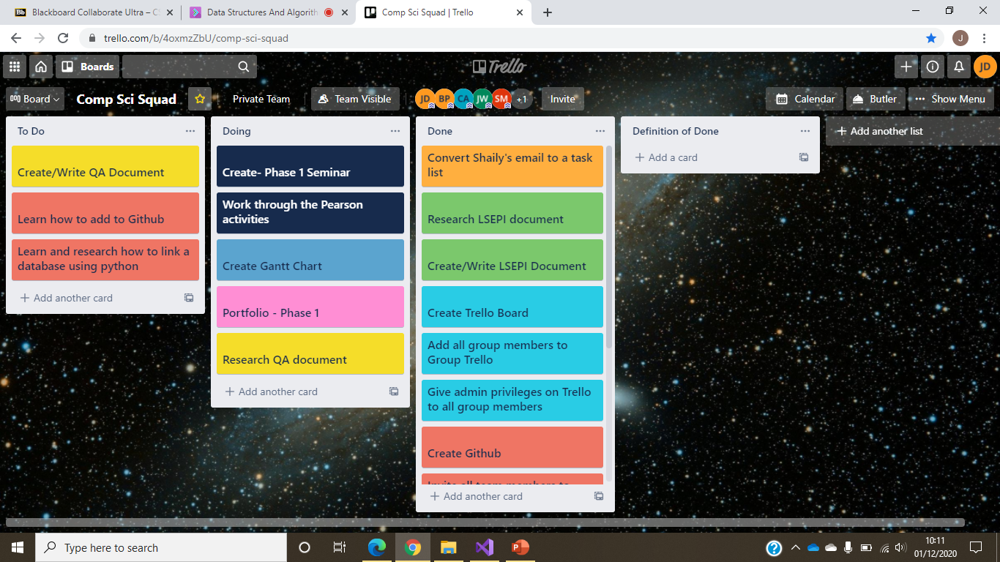 Blackboard Collaborate Ultra – CS
Data Structures And Algorith
Comp Sci Squad | Trello
trello.com/b/4oxmzZbU/comp-sci-squad
J
Boards
Trello
JD
Board
Comp Sci Squad
Private Team
Team Visible
JD BP CA JW SM +1
Invite
Calendar
Butler
Show Menu
To Do
Create/Write QA Document
Learn how to add to Github
Learn and research how to link a
database using python
Add another card
Doing
Create- Phase 1 Seminar
Work through the Pearson
activities
Create Gantt Chart
Portfolio - Phase 1
Research QA document
Add another card
Done
Convert Shaily's email to a task
list
Research LSEPI document
Create/Write LSEPI Document
Create Trello Board
Add all group members to
Group Trello
Give admin privileges on Trello
to all group members
Create Github
Invite all team members to
Add another card
Definition of Done
Add a card
Add another list
Type here to search
10:11
01/12/2020